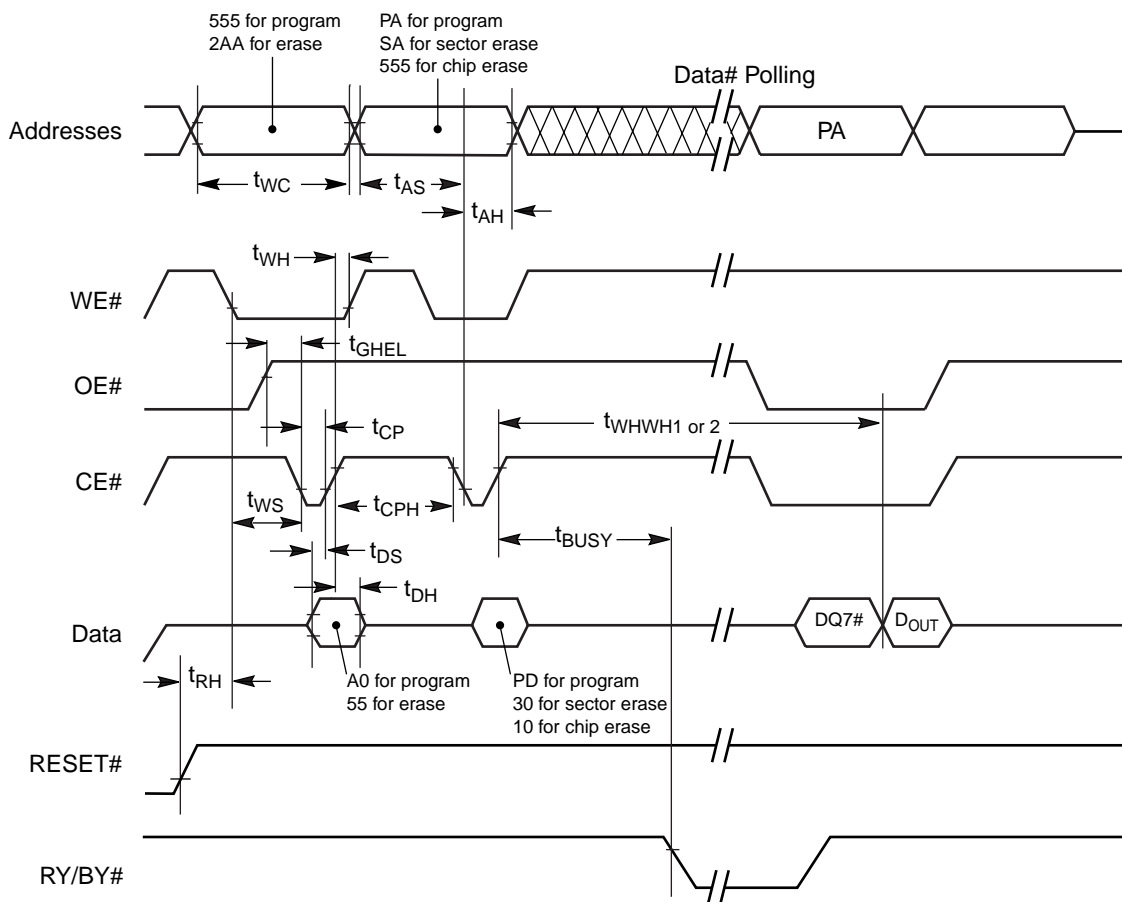 555 for program
2AA for erase
PA for program
SA for sector erase
555 for chip erase
Data# Polling
Addresses
PA
tWC
tAS
tAH
tWH
WE#
tGHEL
OE#
tWHWH1 or 2
tCP
CE#
tWS
tCPH
tBUSY
tDS
tDH
Data
DQ7#
DOUT
tRH
A0 for program
55 for erase
PD for program
30 for sector erase
10 for chip erase
RESET#
RY/BY#